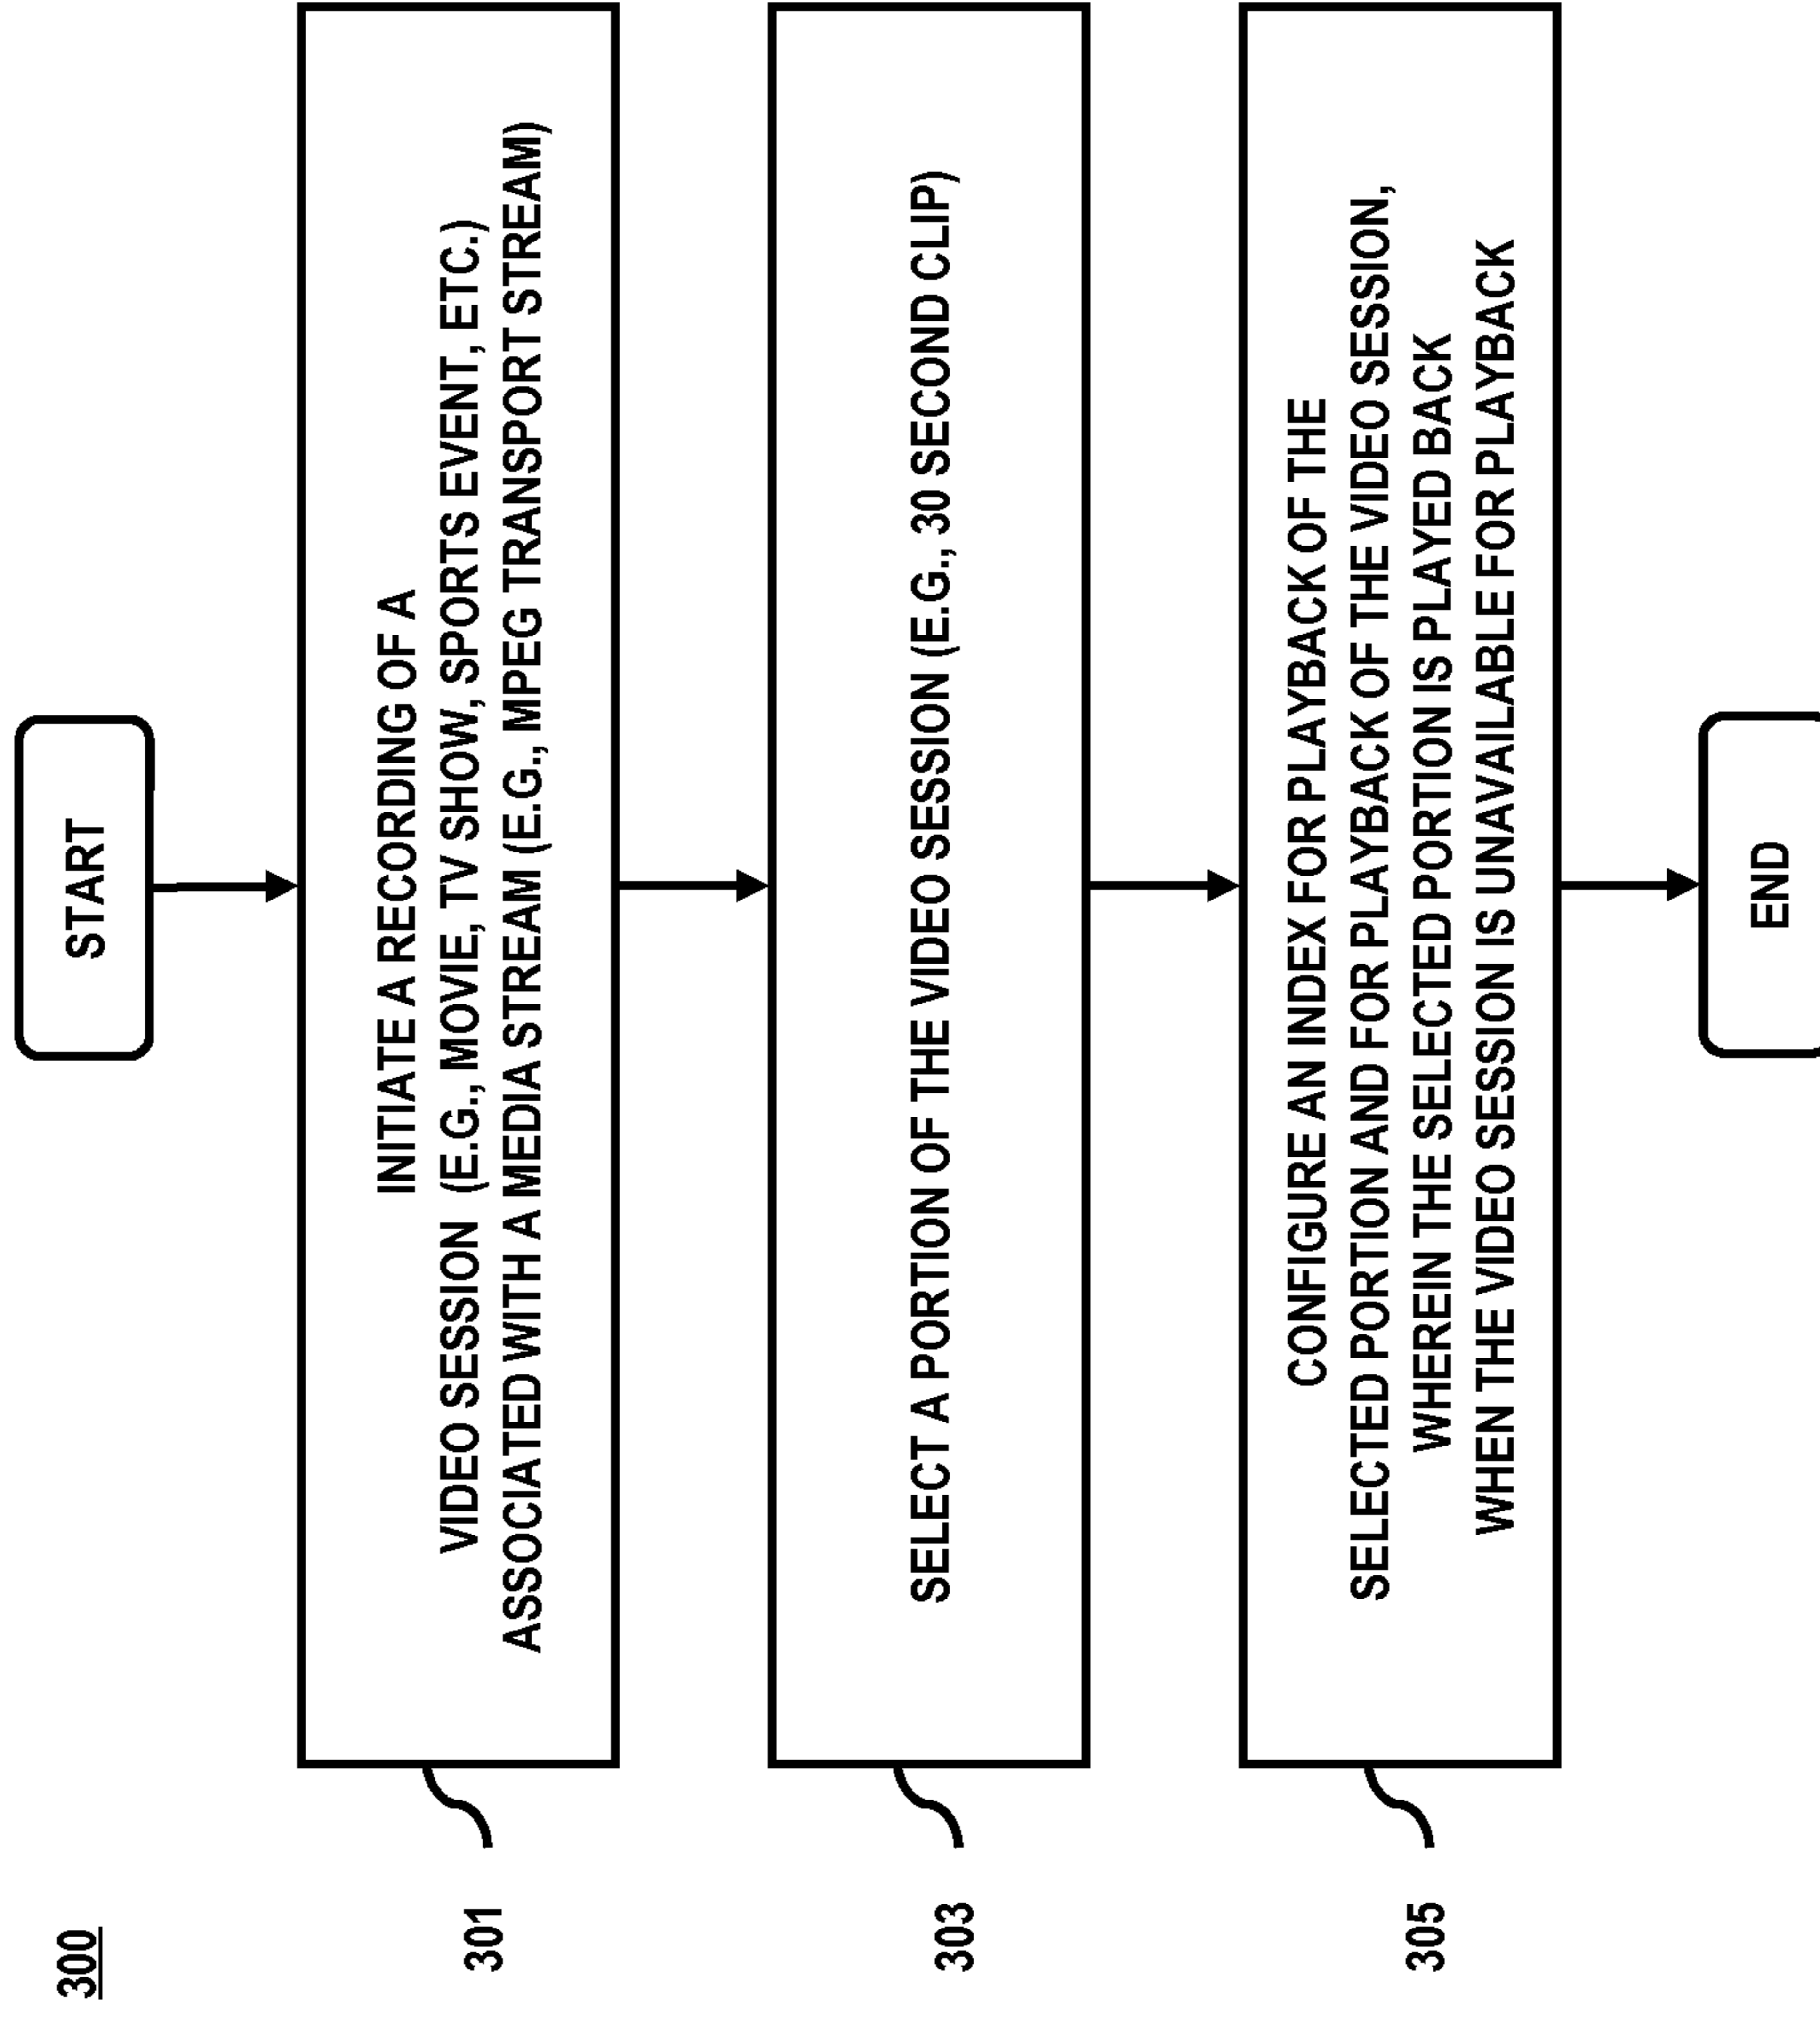 300
START
301
INITIATE A RECORDING OF A
VIDEO SESSION (E.G., MOVIE, TV SHOW, SPORTS EVENT, ETC.)
ASSOCIATED WITH A MEDIA STREAM (E.G., MPEG TRANSPORT STREAM)
303
SELECT A PORTION OF THE VIDEO SESSION (E.G., 30 SECOND CLIP)
305
CONFIGURE AN INDEX FOR PLAYBACK OF THE
SELECTED PORTION AND FOR PLAYBACK OF THE VIDEO SESSION,
WHEREIN THE SELECTED PORTION IS PLAYED BACK
WHEN THE VIDEO SESSION IS UNAVAILABLE FOR PLAYBACK
END